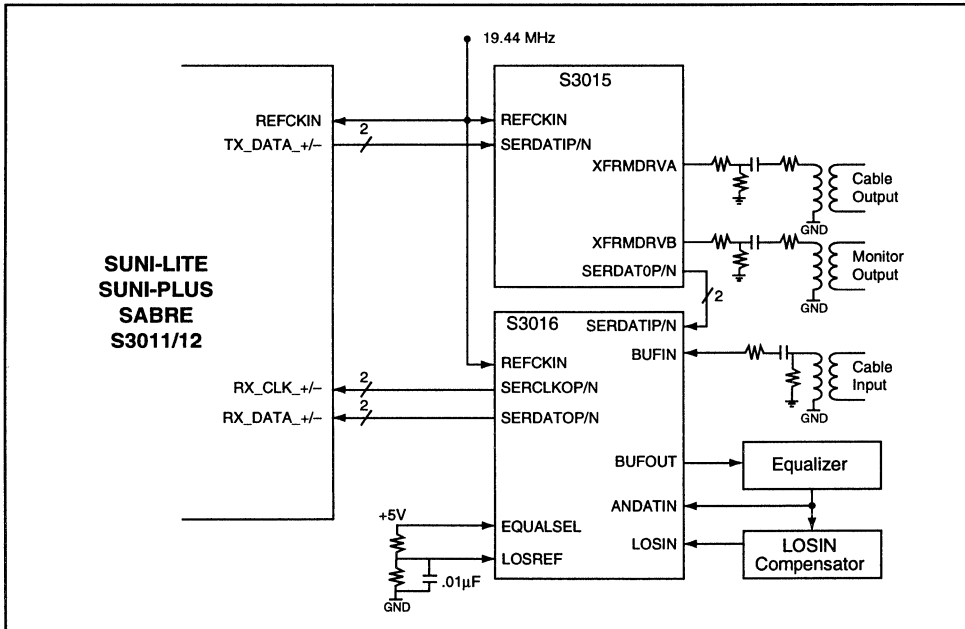 19.44 MHz
S3015
REFCKIN
REFCKIN
2
TX_DATA_+/–
SERDATIP/N
XFRMDRVA
Cable
Output
GND
XFRMDRVB
Monitor
Output
SERDAT0P/N
GND
2
SUNI-LITE
SUNI-PLUS
SABRE
S3011/12
S3016
SERDATIP/N
REFCKIN
BUFIN
Cable
Input
GND
RX_CLK_+/–
2
SERCLKOP/N
RX_DATA_+/–
2
SERDATOP/N
BUFOUT
Equalizer
ANDATIN
+5V
EQUALSEL
LOSIN
LOSIN
Compensator
LOSREF
.01µF
GND